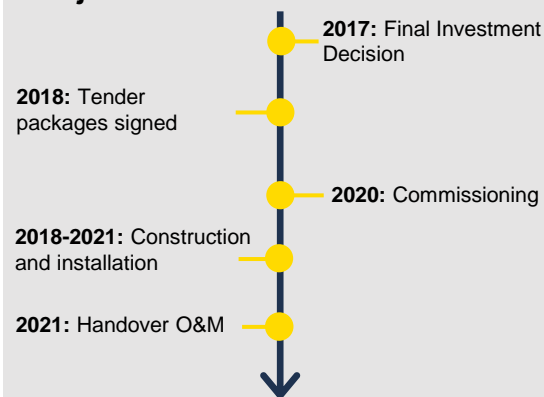 2017: Final Investment
Decision
2018: Tender
packages signed
2020: Commissioning
2018-2021: Construction
and installation
2021: Handover O&M